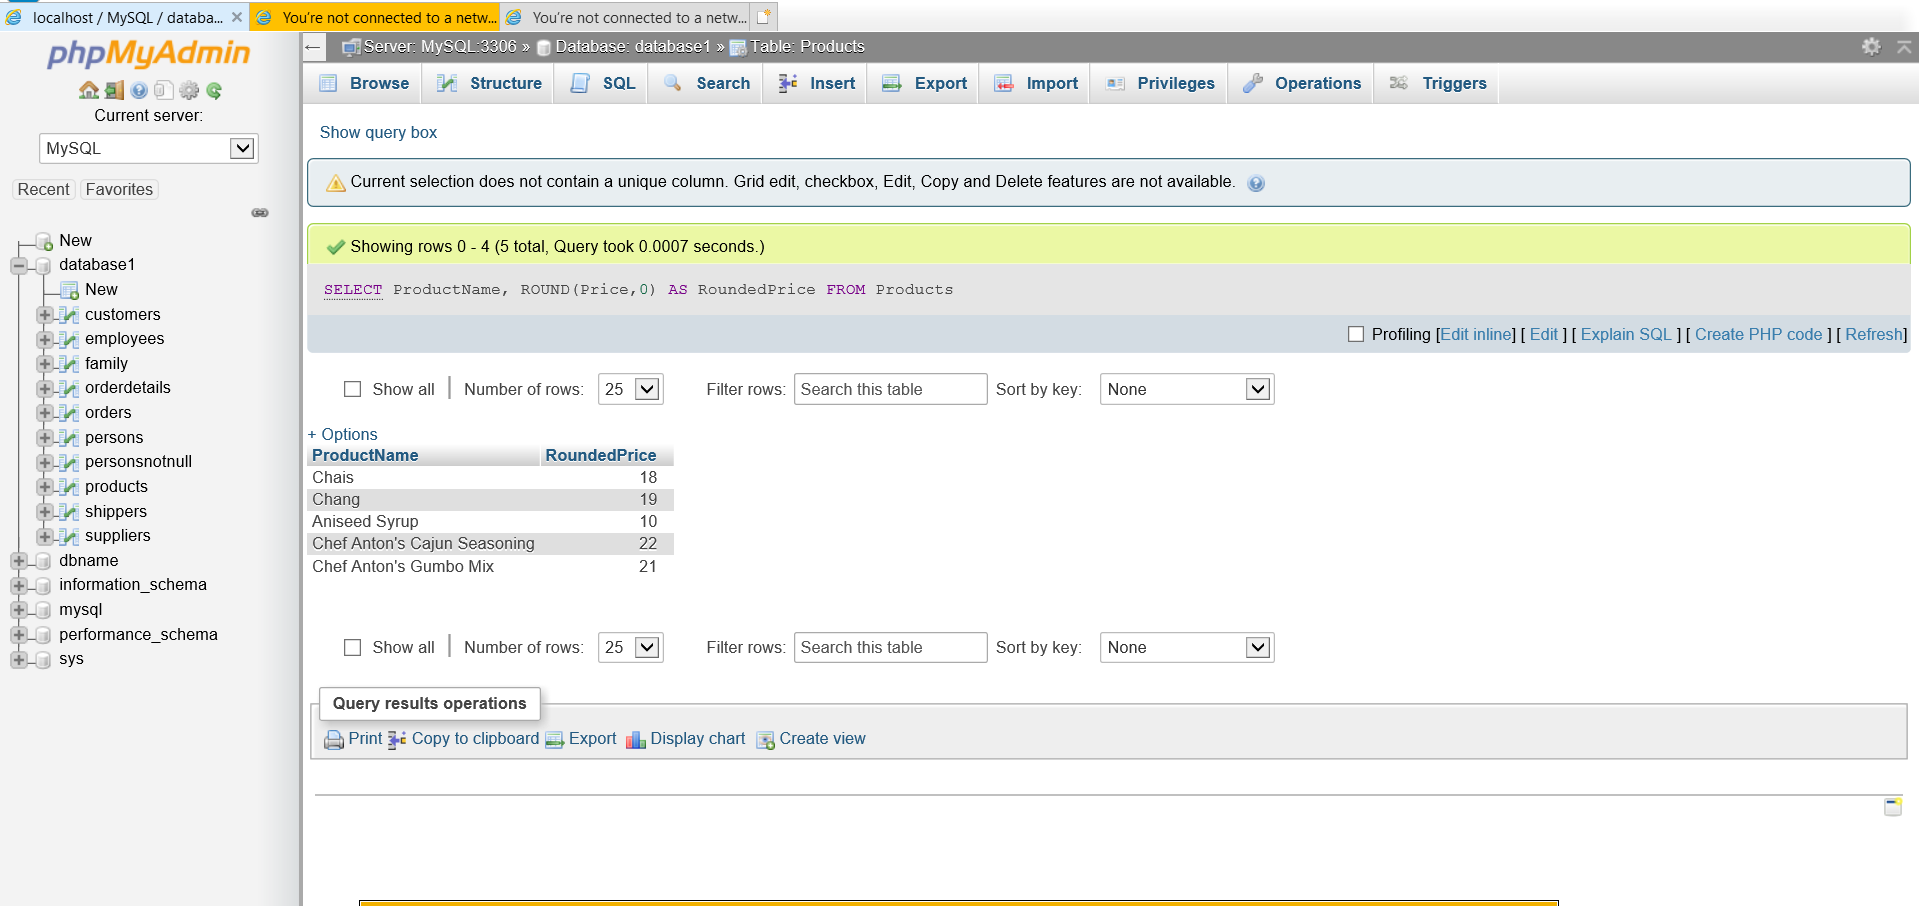 localhost / MySQL / databa...
You're not connected to a netw...
You're not connected to a netw...
phpMyAdmin
Current server:
MySQL
Recent Favorites
New
database1
New
customers
employees
family
orderdetails
orders
persons
personsnotnull
products
shippers
suppliers
dbname
information_schema
mysql
performance_schema
sys
Server: MySQL:3306 » Database: database1 » Table: Products
Browse Structure SQL Search Insert Export Import Privileges Operations Triggers
Show query box
Current selection does not contain a unique column. Grid edit, checkbox, Edit, Copy and Delete features are not available.
Showing rows 0 - 4 (5 total, Query took 0.0007 seconds.)
SELECT ProductName, ROUND(Price,0) AS RoundedPrice FROM Products
Profiling [Edit inline] [ Edit ] [ Explain SQL ] [ Create PHP code ] [ Refresh]
Show all | Number of rows: 25 Filter rows: Search this table Sort by key: None
+ Options
ProductName RoundedPrice
Chais 18
Chang 19
Aniseed Syrup 10
Chef Anton's Cajun Seasoning 22
Chef Anton's Gumbo Mix 21
Show all | Number of rows: 25 Filter rows: Search this table Sort by key: None
Query results operations
Print Copy to clipboard Export Display chart Create view